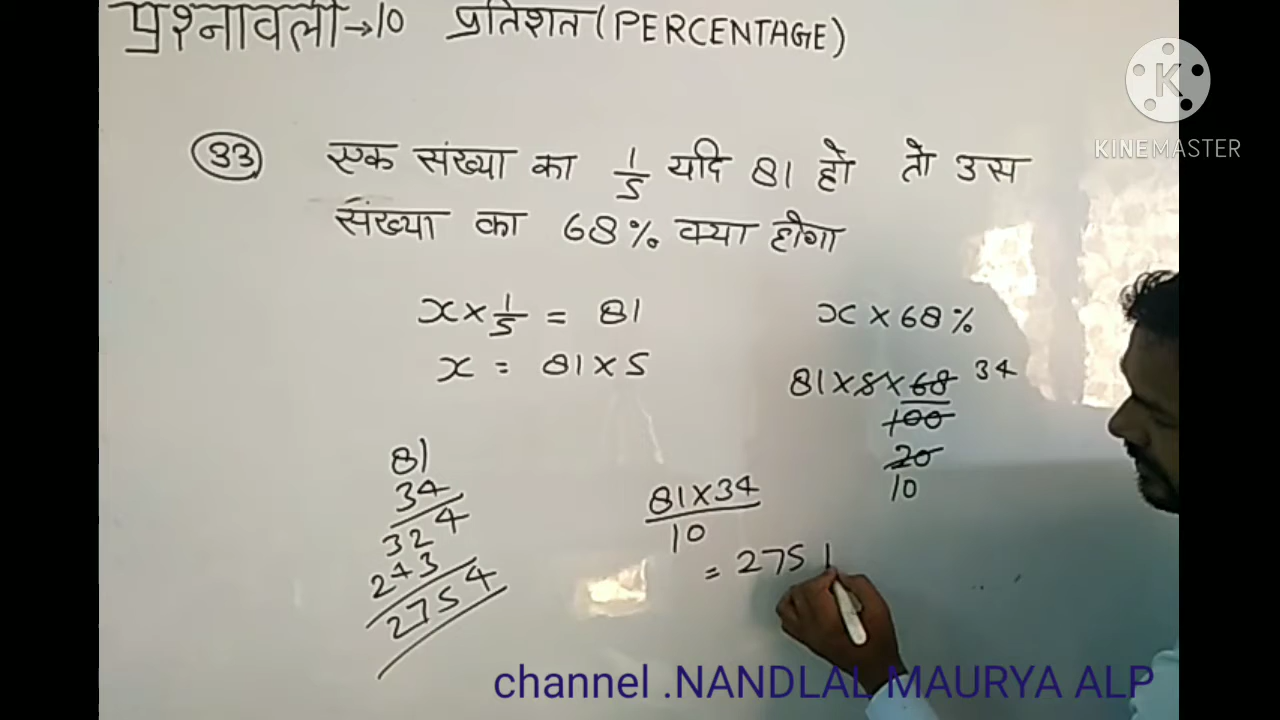 प्रश्नावली→10 प्रतिशत (PERCENTAGE)
K
KINEMASTER
33 एक संख्या का 1/5 यदि 81 हो तो उस
संख्या का 68% क्या होगा
x × 1/5 = 81
x = 81 × 5
x × 68%
81 × 5 × 68 34
100
20
10
81
34
324
243
2754
81 × 34
10
= 275
channel .NANDLAL MAURYA ALP